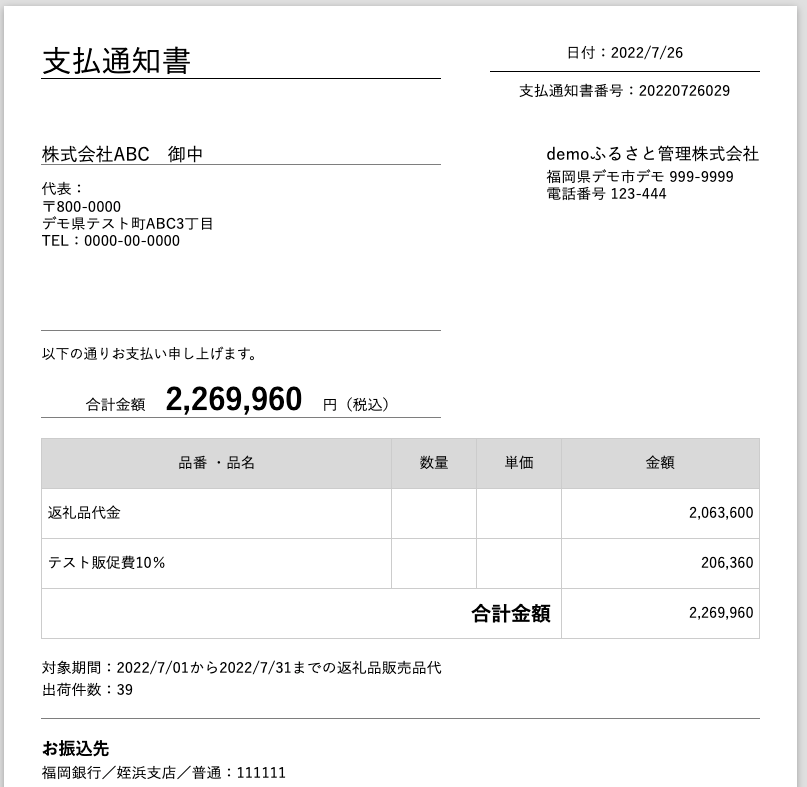 支払通知書
日付：2022/7/26
支払通知書番号：20220726029
株式会社ABC　御中
demoふるさと管理株式会社
福岡県デモ市デモ 999-9999
電話番号 123-444
代表：
〒800-0000
デモ県テスト町ABC3丁目
TEL：0000-00-0000
以下の通りお支払い申し上げます。
合計金額 2,269,960 円（税込）
品番 ・品名 数量 単価 金額
返礼品代金 2,063,600
テスト販促費10% 206,360
合計金額 2,269,960
対象期間：2022/7/01から2022/7/31までの返礼品販売品代
出荷件数：39
お振込先
福岡銀行／姪浜支店／普通：111111